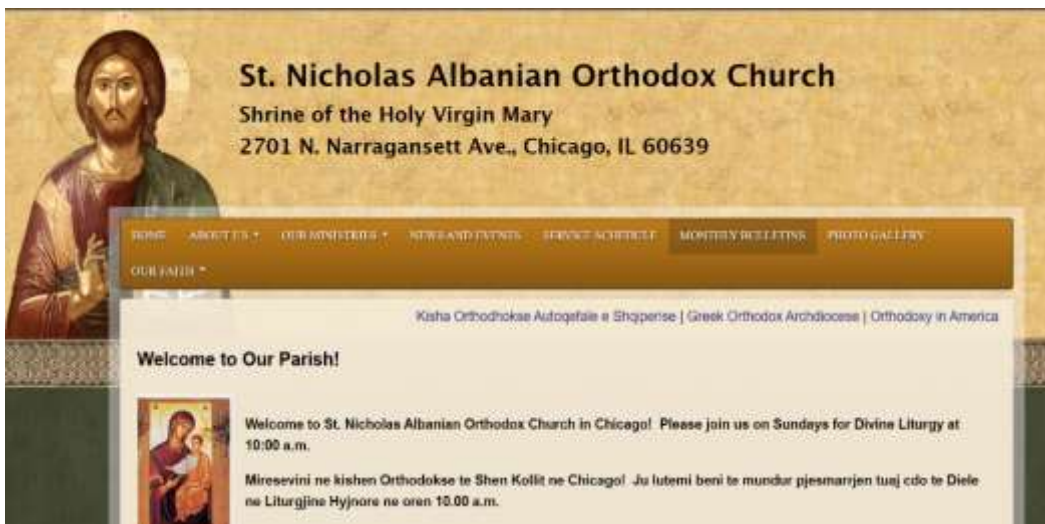 St. Nicholas Albanian Orthodox Church
Shrine of the Holy Virgin Mary
2701 N. Narragansett Ave., Chicago, IL 60639
HOME ABOUT US OUR MINISTRIES NEWS AND EVENTS SERVICE SCHEDULE MONTHLY BULLETINS PHOTO GALLERY
OUR FAITH
Kisha Orthodhokse Autoqefale e Shqiperise | Greek Orthodox Archdiocese | Orthodoxy in America
Welcome to Our Parish!
Welcome to St. Nicholas Albanian Orthodox Church in Chicago! Please join us on Sundays for Divine Liturgy at
10:00 a.m.
Miresevini ne kishen Orthodokse te Shen Kollit ne Chicago! Ju lutemi beni te mundur pjesmarrjen tuaj cdo te Diele
ne Liturgjine Hyjnore ne oren 10.00 a.m.